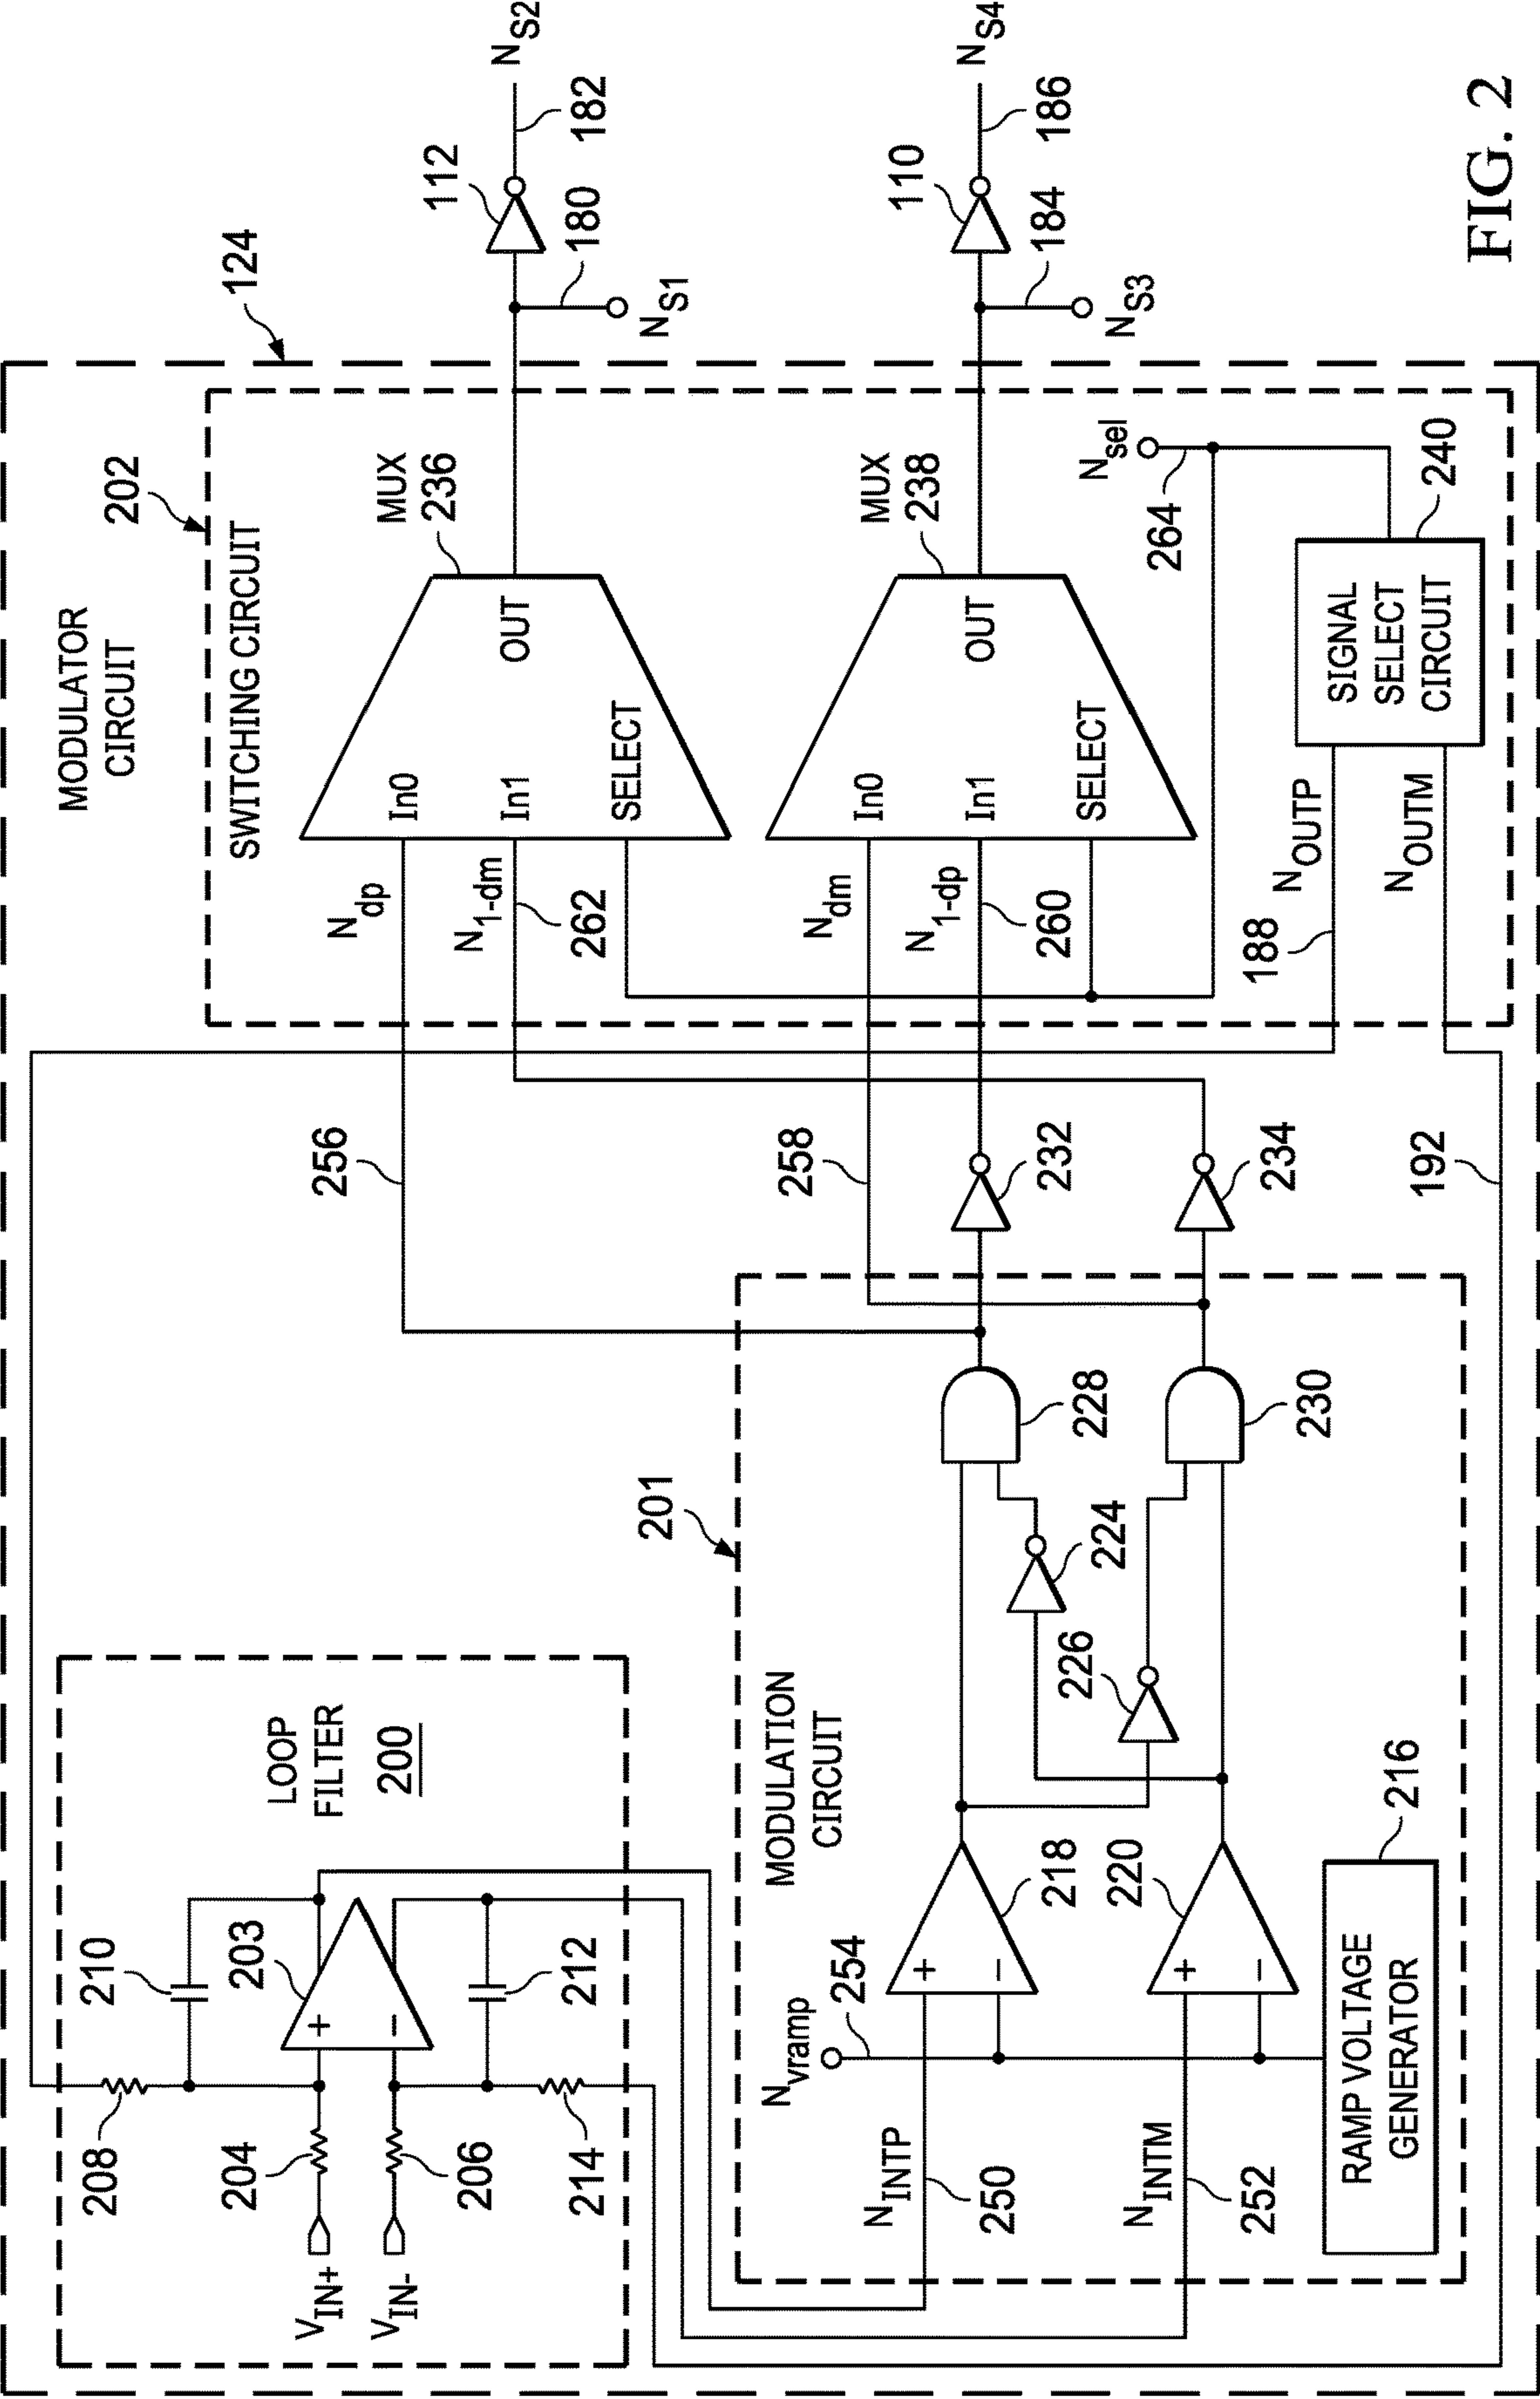 124
MODULATOR
CIRCUIT
202
SWITCHING CIRCUIT
LOOP
FILTER
200
210
203
208
204
206
212
214
V_IN+
V_IN-
+
−
256
N_dp
N_1-dm
262
In0
In1
SELECT
OUT
MUX
236
112
182
N_S2
180
N_S1
201
MODULATION
CIRCUIT
N_vramp
254
N_INTP
250
N_INTM
252
+
−
218
+
−
220
226
224
228
230
216
RAMP VOLTAGE
GENERATOR
258
232
234
N_dm
N_1-dp
260
In0
In1
SELECT
OUT
MUX
238
110
186
N_S4
184
N_S3
N_sel
264
188
N_OUTP
N_OUTM
192
SIGNAL
SELECT
CIRCUIT
240
FIG. 2